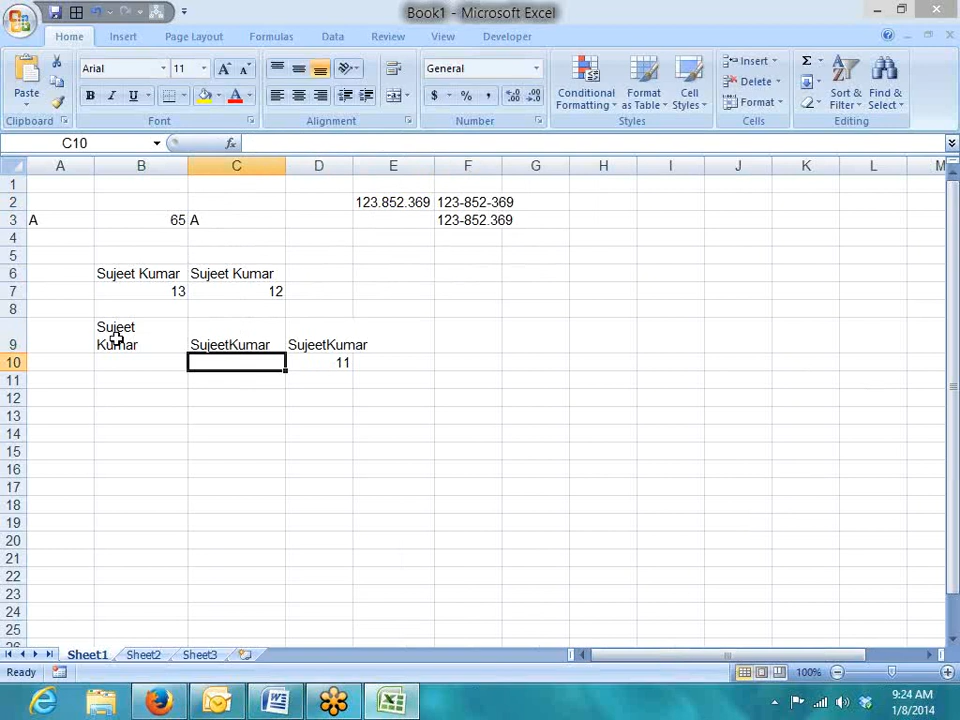 Book1 - Microsoft Excel
Home Insert Page Layout Formulas Data Review View Developer
Paste
Arial 11
B I U
General
$ % ,
Conditional Formatting
Format as Table
Cell Styles
Insert
Delete
Format
Sort & Filter
Find & Select
Clipboard Font Alignment Number Styles Cells Editing
C10 fx
A B C D E F G H I J K L M
1
2 123.852.369 123-852-369
3 A 65 A 123-852.369
4
5
6 Sujeet Kumar Sujeet Kumar
7 13 12
8
Sujeet
9 Kumar SujeetKumar SujeetKumar
10 11
11
12
13
14
15
16
17
18
19
20
21
22
23
24
25
26
Sheet1 Sheet2 Sheet3
Ready 100%
9:24 AM
1/8/2014